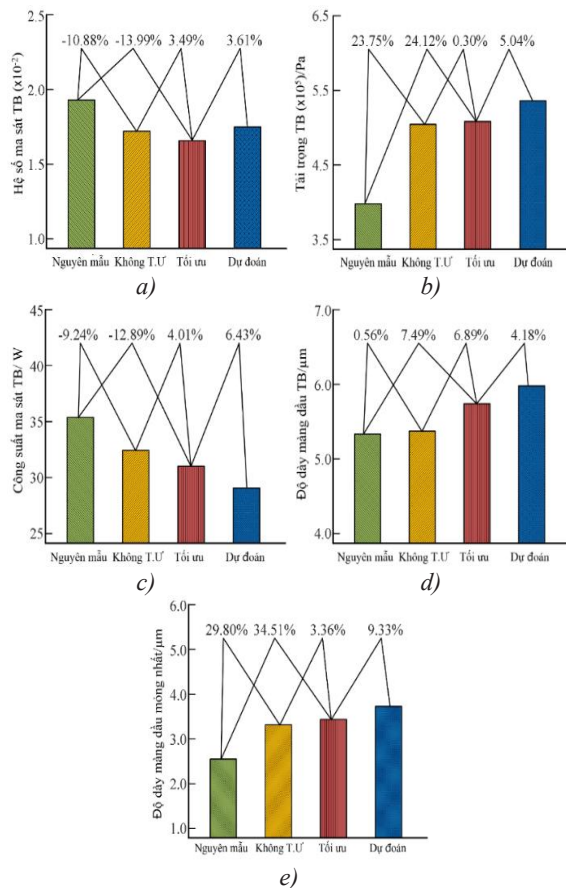 -10.88% -13.99% 3.49% 3.61%
Hệ số ma sát TB (x10⁻²)
2.5
2.0
1.5
1.0
Nguyên mẫu Không T.Ư Tối ưu Dự đoán
a)
23.75% 24.12% 0.30% 5.04%
Tải trọng TB (x10⁵)/Pa
6.5
5.5
4.5
3.5
Nguyên mẫu Không T.Ư Tối ưu Dự đoán
b)
-9.24% -12.89% 4.01% 6.43%
Công suất ma sát TB/ W
45
40
35
30
25
Nguyên mẫu Không T.Ư Tối ưu Dự đoán
c)
0.56% 7.49% 6.89% 4.18%
Độ dày màng dầu TB/μm
7.0
6.0
5.0
4.0
Nguyên mẫu Không T.Ư Tối ưu Dự đoán
d)
29.80% 34.51% 3.36% 9.33%
Độ dày màng dầu mỏng nhất/μm
6.0
5.0
4.0
3.0
2.0
1.0
Nguyên mẫu Không T.Ư Tối ưu Dự đoán
e)